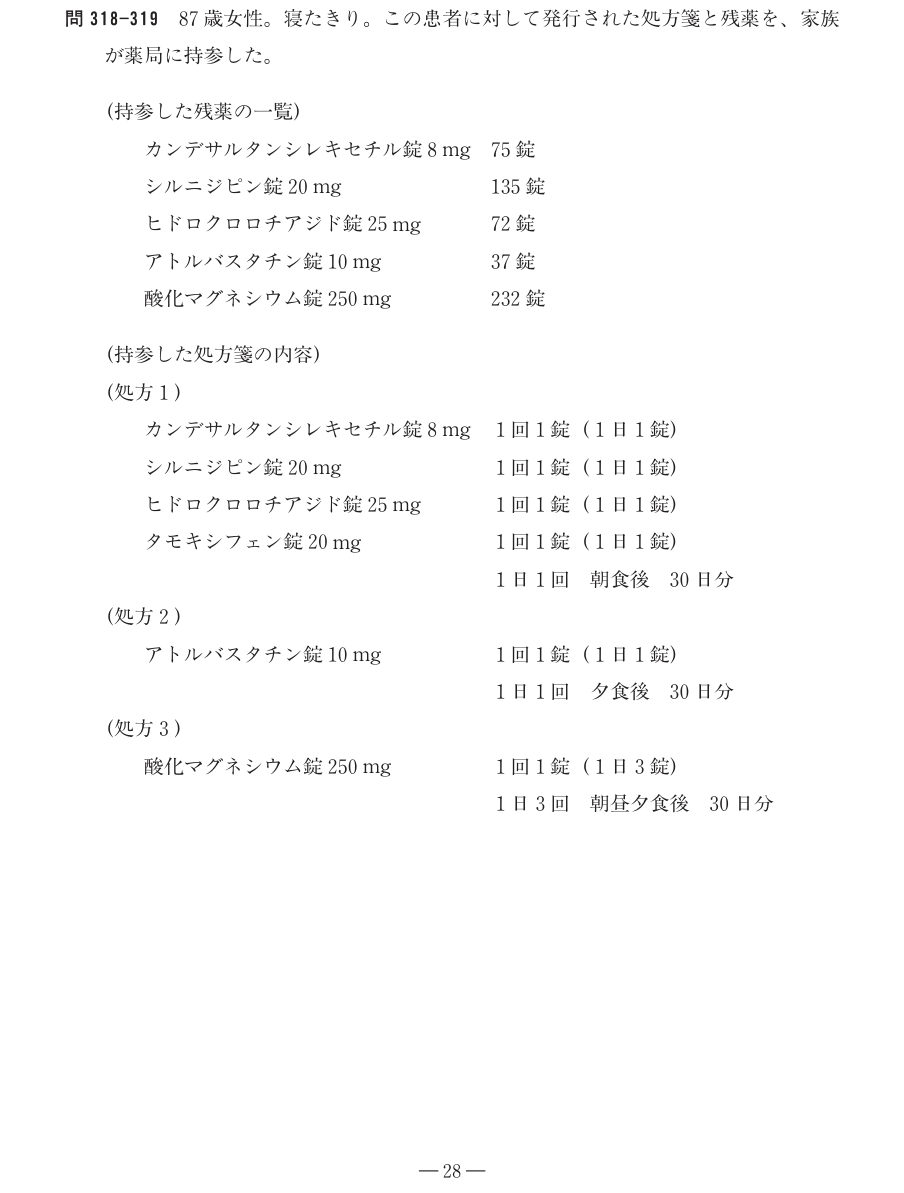 問 318−319　87 歳女性。寝たきり。この患者に対して発行された処方箋と残薬を、家族
が薬局に持参した。
(持参した残薬の一覧)
カンデサルタンシレキセチル錠 8 mg　75 錠
シルニジピン錠 20 mg　135 錠
ヒドロクロロチアジド錠 25 mg　72 錠
アトルバスタチン錠 10 mg　37 錠
酸化マグネシウム錠 250 mg　232 錠
(持参した処方箋の内容)
(処方 1 )
カンデサルタンシレキセチル錠 8 mg　1 回 1 錠（1 日 1 錠）
シルニジピン錠 20 mg　1 回 1 錠（1 日 1 錠）
ヒドロクロロチアジド錠 25 mg　1 回 1 錠（1 日 1 錠）
タモキシフェン錠 20 mg　1 回 1 錠（1 日 1 錠）
1 日 1 回　朝食後　30 日分
(処方 2 )
アトルバスタチン錠 10 mg　1 回 1 錠（1 日 1 錠）
1 日 1 回　夕食後　30 日分
(処方 3 )
酸化マグネシウム錠 250 mg　1 回 1 錠（1 日 3 錠）
1 日 3 回　朝昼夕食後　30 日分
― 28 ―